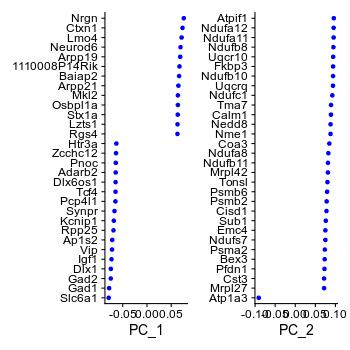 Nrgn
Ctxn1
Lmo4
Neurod6
Arpp19
1110008P14Rik
Baiap2
Arpp21
Mkl2
Osbpl1a
Stx1a
Lzts1
Rgs4
Htr3a
Zcchc12
Pnoc
Adarb2
Dlx6os1
Tcf4
Pcp4l1
Synpr
Kcnip1
Rpp25
Ap1s2
Vip
Igf1
Dlx1
Gad2
Gad1
Slc6a1
-0.05 0.00 0.05
PC_1
Atpif1
Ndufa12
Ndufa11
Ndufb8
Uqcr10
Fkbp3
Ndufb10
Uqcrq
Ndufc1
Tma7
Calm1
Nedd8
Nme1
Coa3
Ndufa8
Ndufb11
Mrpl42
Tonsl
Psmb6
Psmb2
Cisd1
Sub1
Emc4
Ndufs7
Psma2
Bex3
Pfdn1
Cst3
Mrpl27
Atp1a3
-0.10 -0.05 0.00 0.05 0.10
PC_2